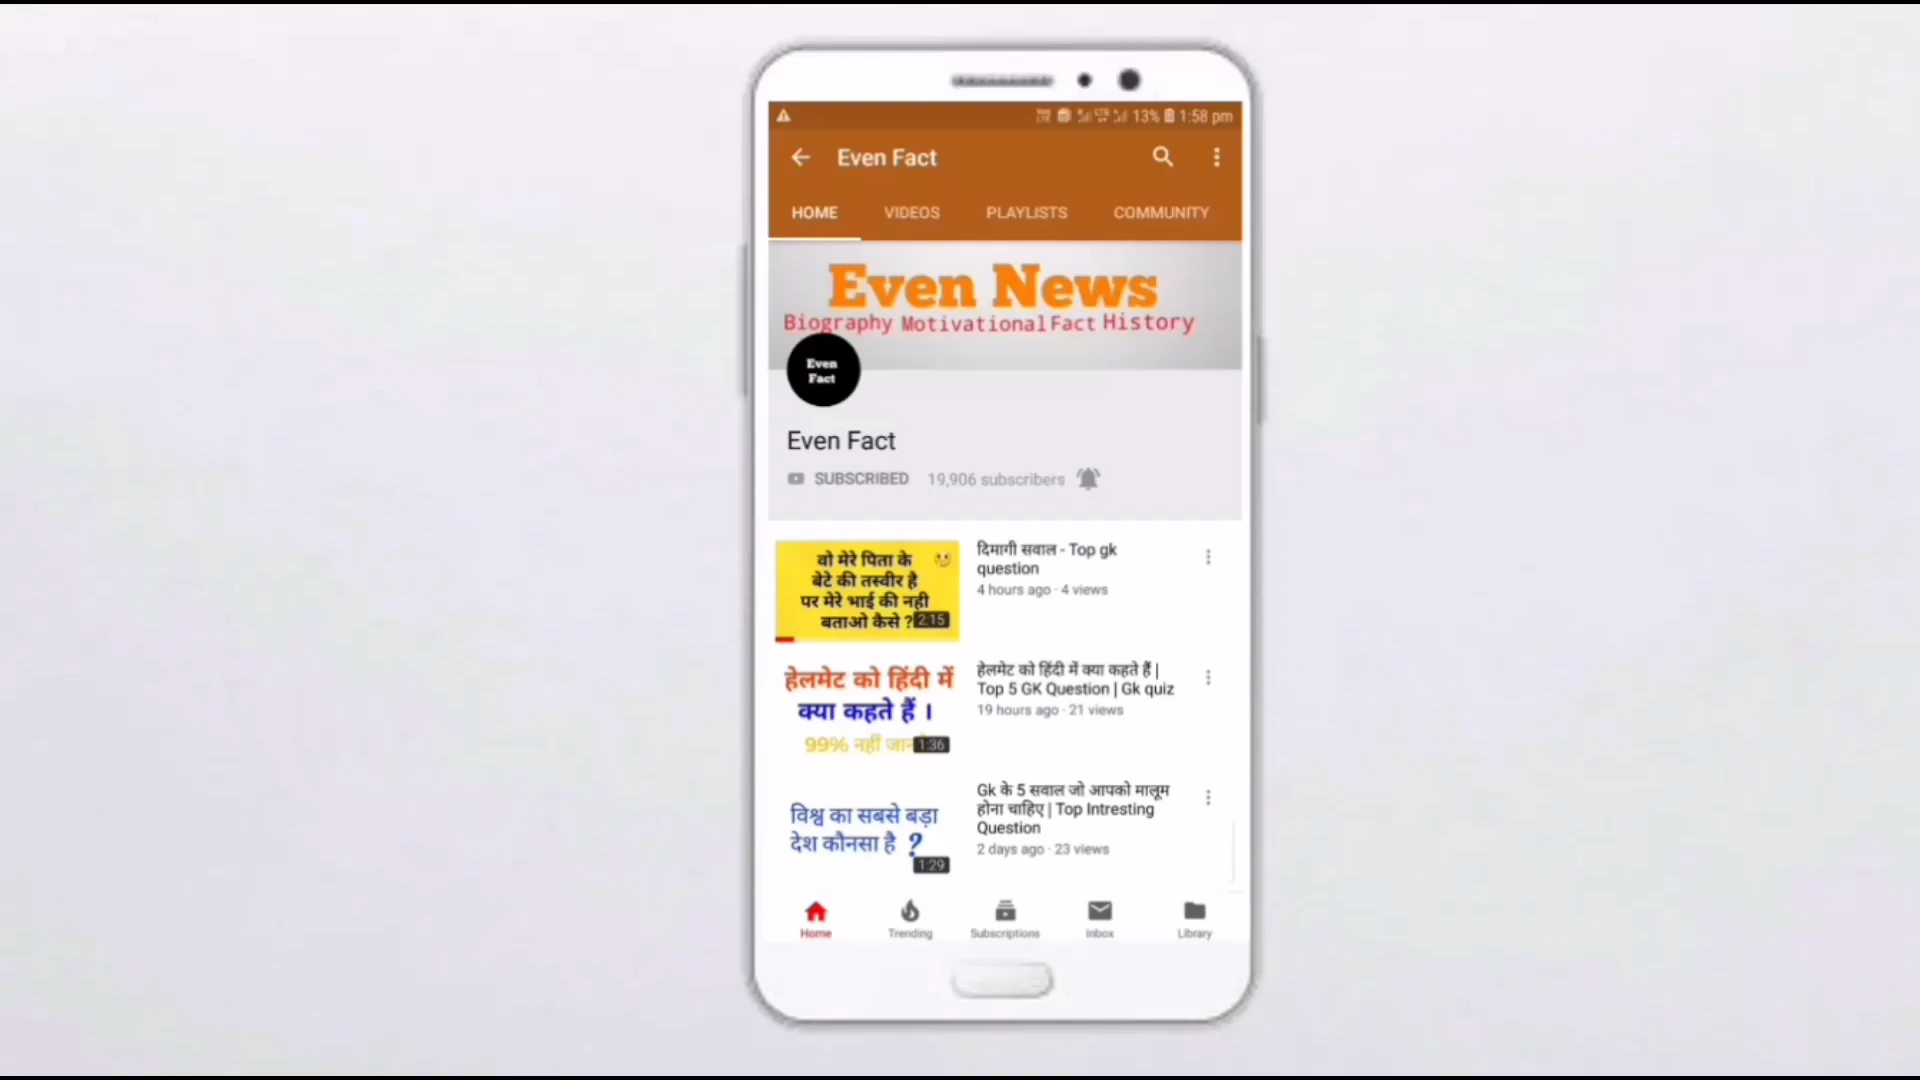 13% 1:58 pm
Even Fact
HOME VIDEOS PLAYLISTS COMMUNITY
Even News
Biography Motivational Fact History
Even
Fact
Even Fact
SUBSCRIBED 19,906 subscribers
वो मेरे पिता के
बेटे की तस्वीर है
पर मेरे भाई की नही
बताओ कैसे ?
2:15
दिमागी सवाल - Top gk
question
4 hours ago · 4 views
हेलमेट को हिंदी में
क्या कहते हैं ।
99% नहीं
1:36
हेलमेट को हिंदी में क्या कहते हैं |
Top 5 GK Question | Gk quiz
19 hours ago · 21 views
विश्व का सबसे बड़ा
देश कौनसा है ?
1:29
Gk के 5 सवाल जो आपको मालूम
होना चाहिए | Top Intresting
Question
2 days ago · 23 views
Home Trending Subscriptions Inbox Library